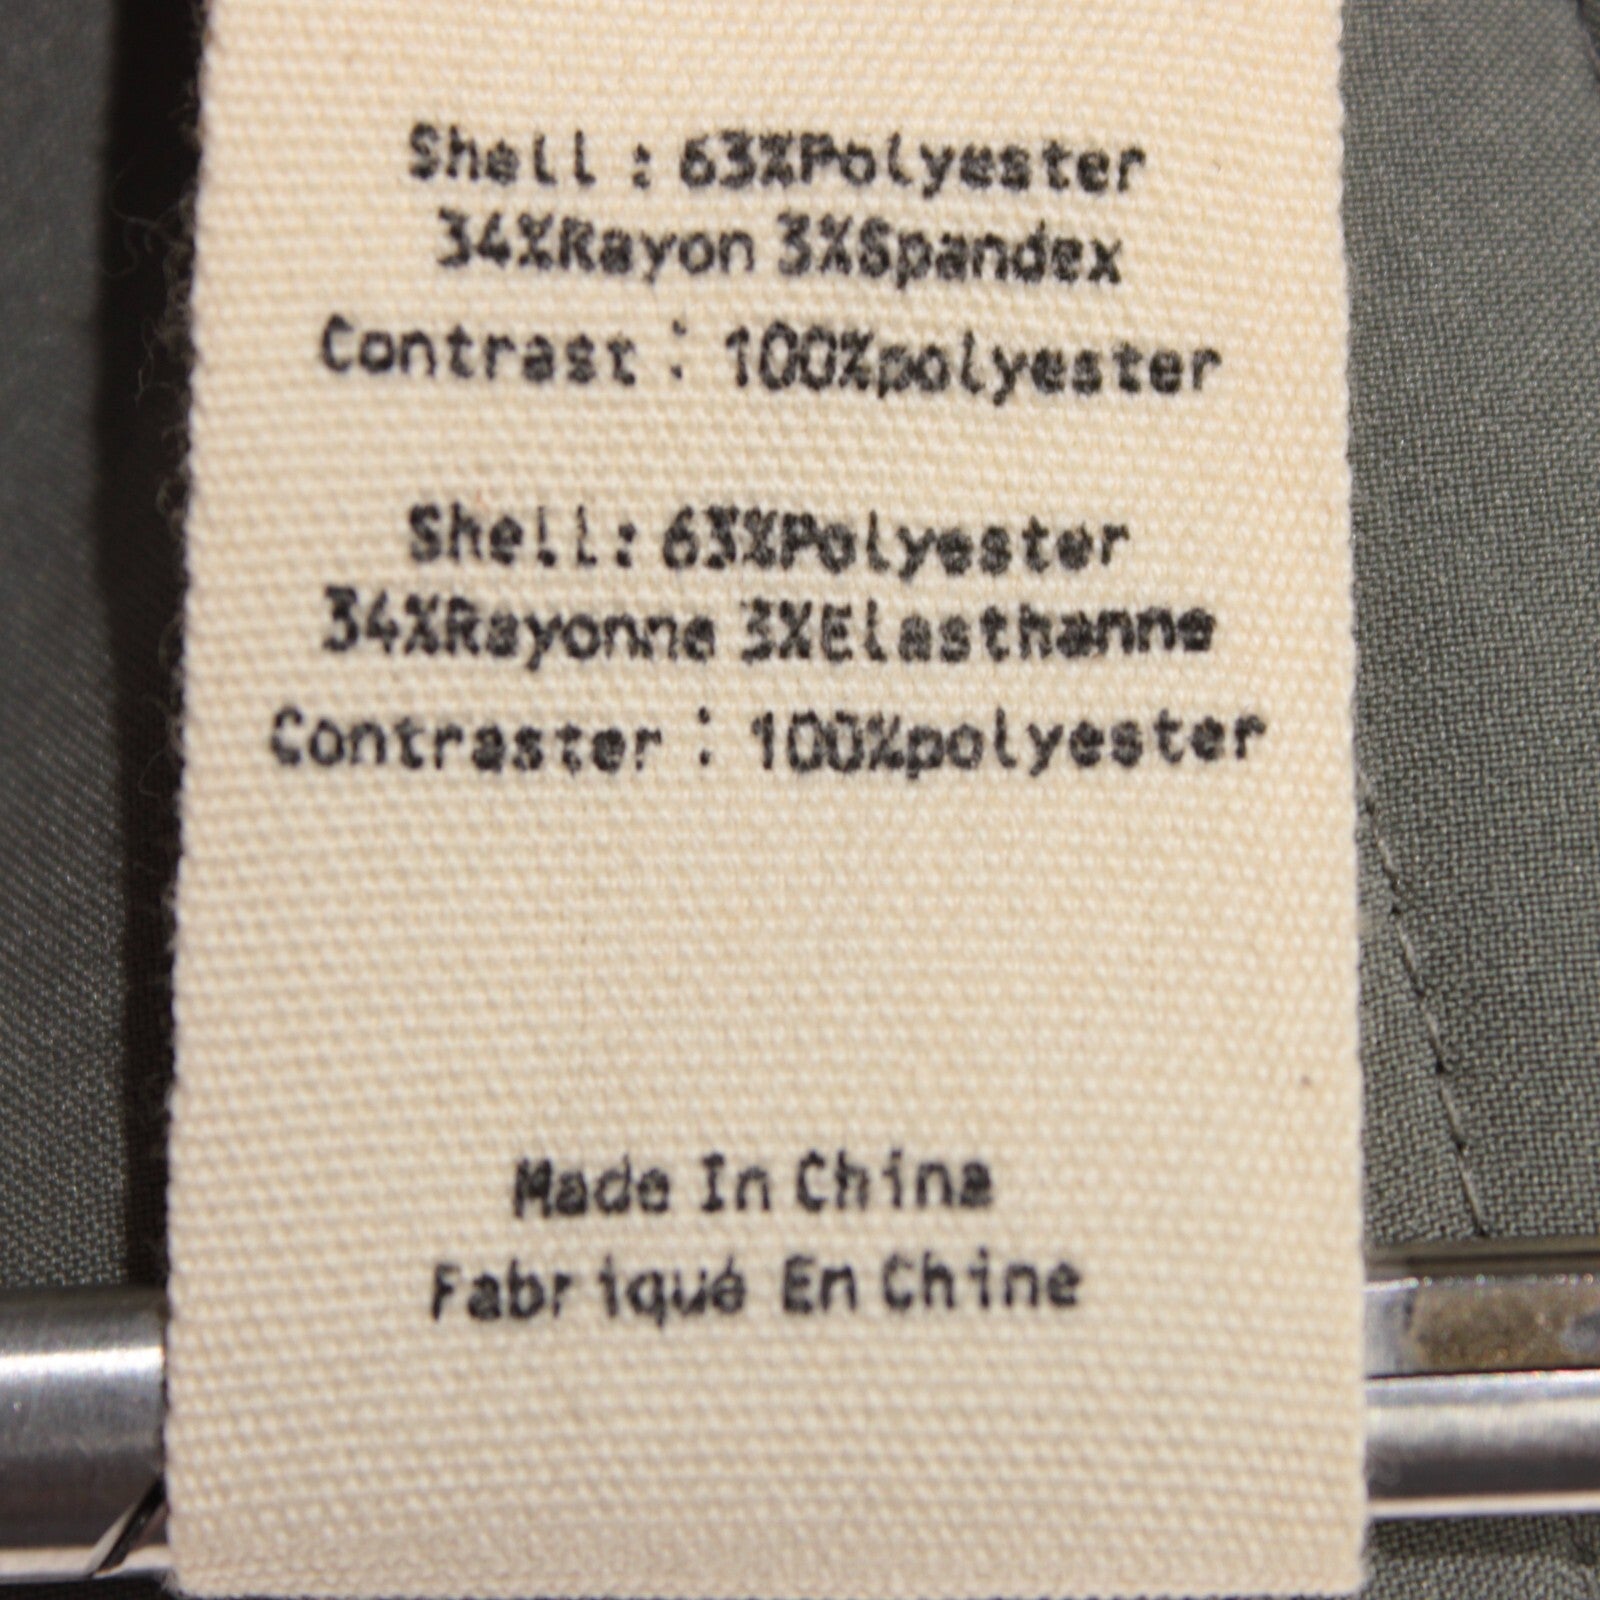 Shell : 63%Polyester
34%Rayon 3%Spandex
Contrast : 100%polyester
Shell: 63%Polyester
34%Rayonne 3%Elasthanne
Contraster : 100%polyester
Made In China
Fabriqué En Chine